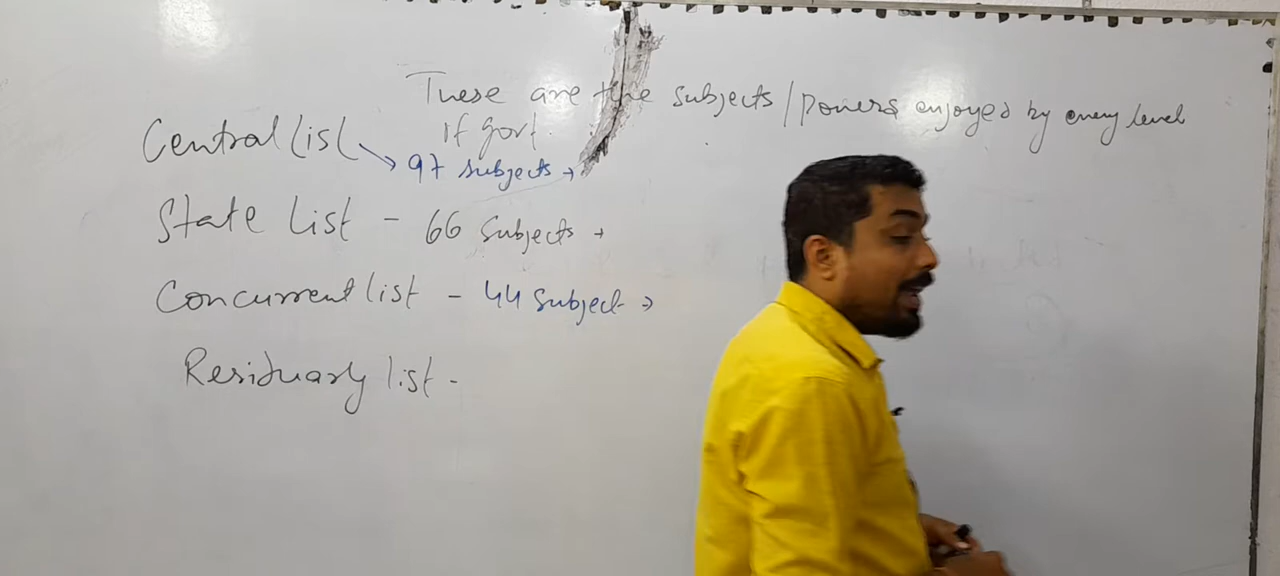 These are the subjects/powers enjoyed by every level
Central list → 97 subjects →
if govt.
State list - 66 subjects →
Concurrent list - 44 subject →
Residuary list -